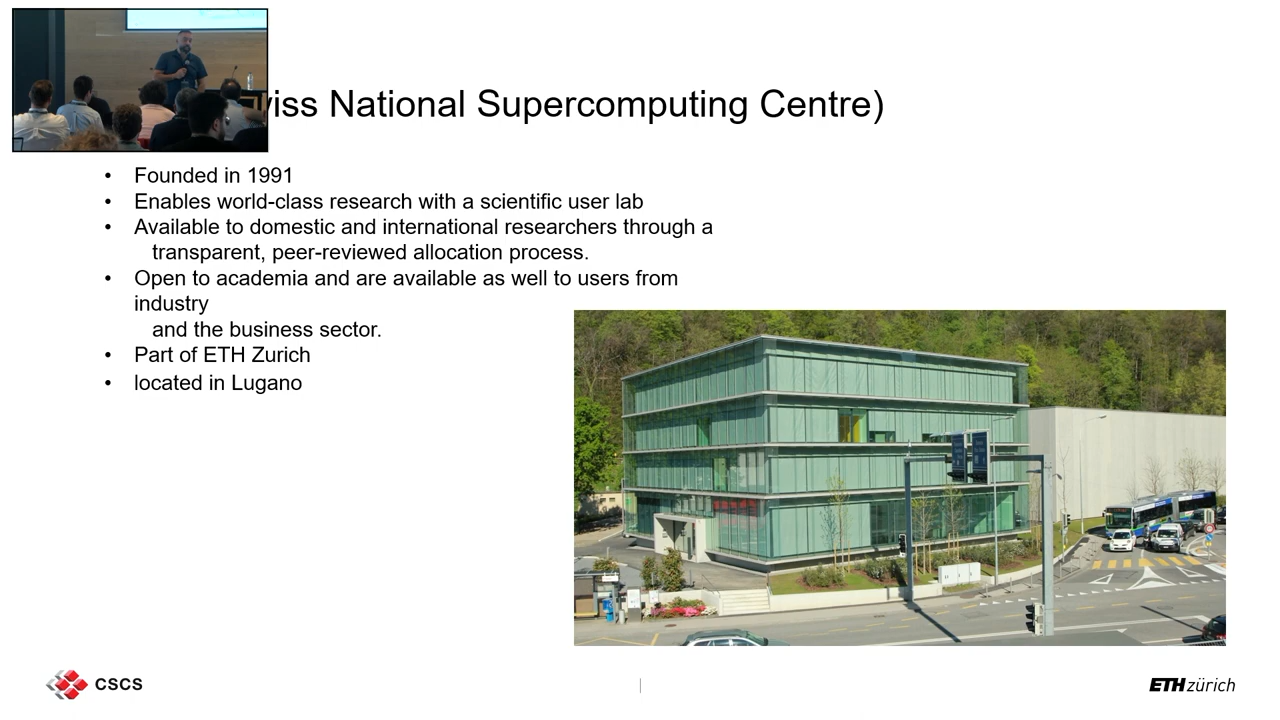 wiss National Supercomputing Centre)
• Founded in 1991
• Enables world-class research with a scientific user lab
• Available to domestic and international researchers through a
transparent, peer-reviewed allocation process.
• Open to academia and are available as well to users from
industry
and the business sector.
• Part of ETH Zurich
• located in Lugano
CSCS
ETH zürich